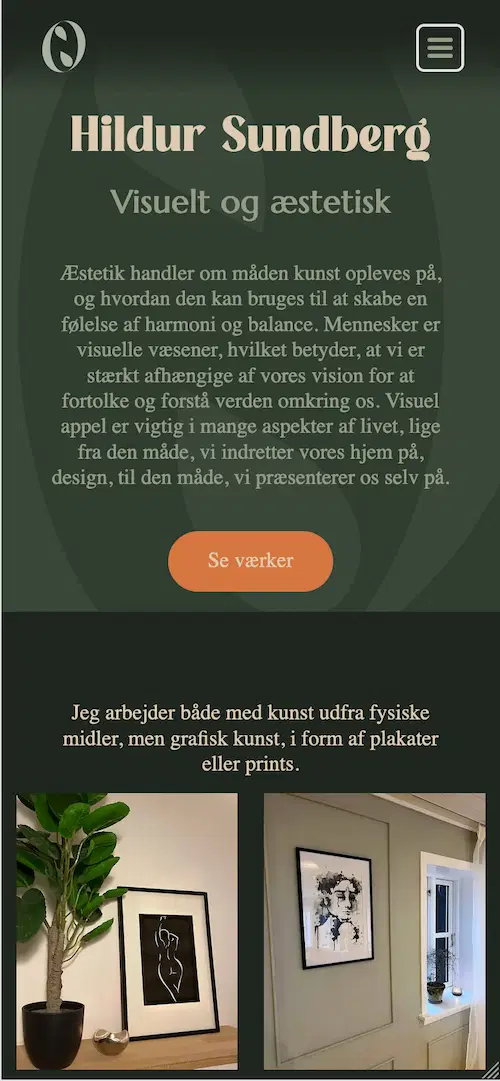 Hildur Sundberg
Visuelt og æstetisk
Æstetik handler om måden kunst opleves på,
og hvordan den kan bruges til at skabe en
følelse af harmoni og balance. Mennesker er
visuelle væsener, hvilket betyder, at vi er
stærkt afhængige af vores vision for at
fortolke og forstå verden omkring os. Visuel
appel er vigtig i mange aspekter af livet, lige
fra den måde, vi indretter vores hjem på,
design, til den måde, vi præsenterer os selv på.
Se værker
Jeg arbejder både med kunst udfra fysiske
midler, men grafisk kunst, i form af plakater
eller prints.